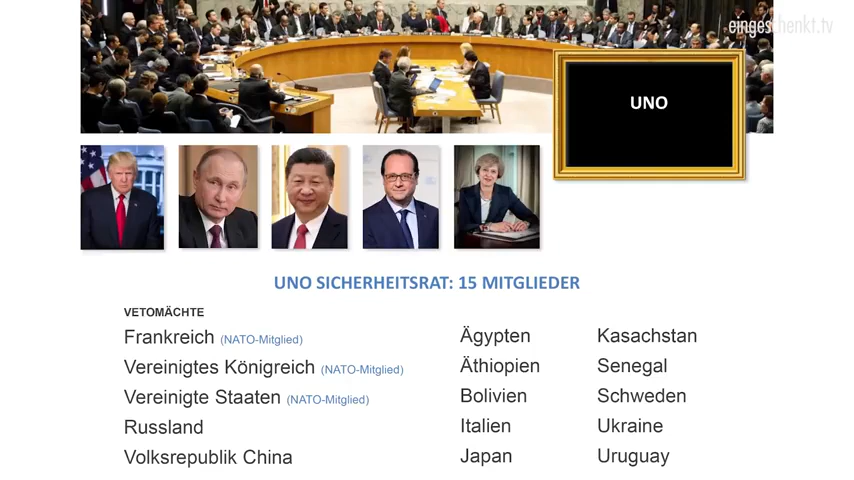 eingeschenkt.tv
UNO
UNO SICHERHEITSRAT: 15 MITGLIEDER
VETOMÄCHTE
Frankreich (NATO-Mitglied)
Vereinigtes Königreich (NATO-Mitglied)
Vereinigte Staaten (NATO-Mitglied)
Russland
Volksrepublik China
Ägypten
Äthiopien
Bolivien
Italien
Japan
Kasachstan
Senegal
Schweden
Ukraine
Uruguay